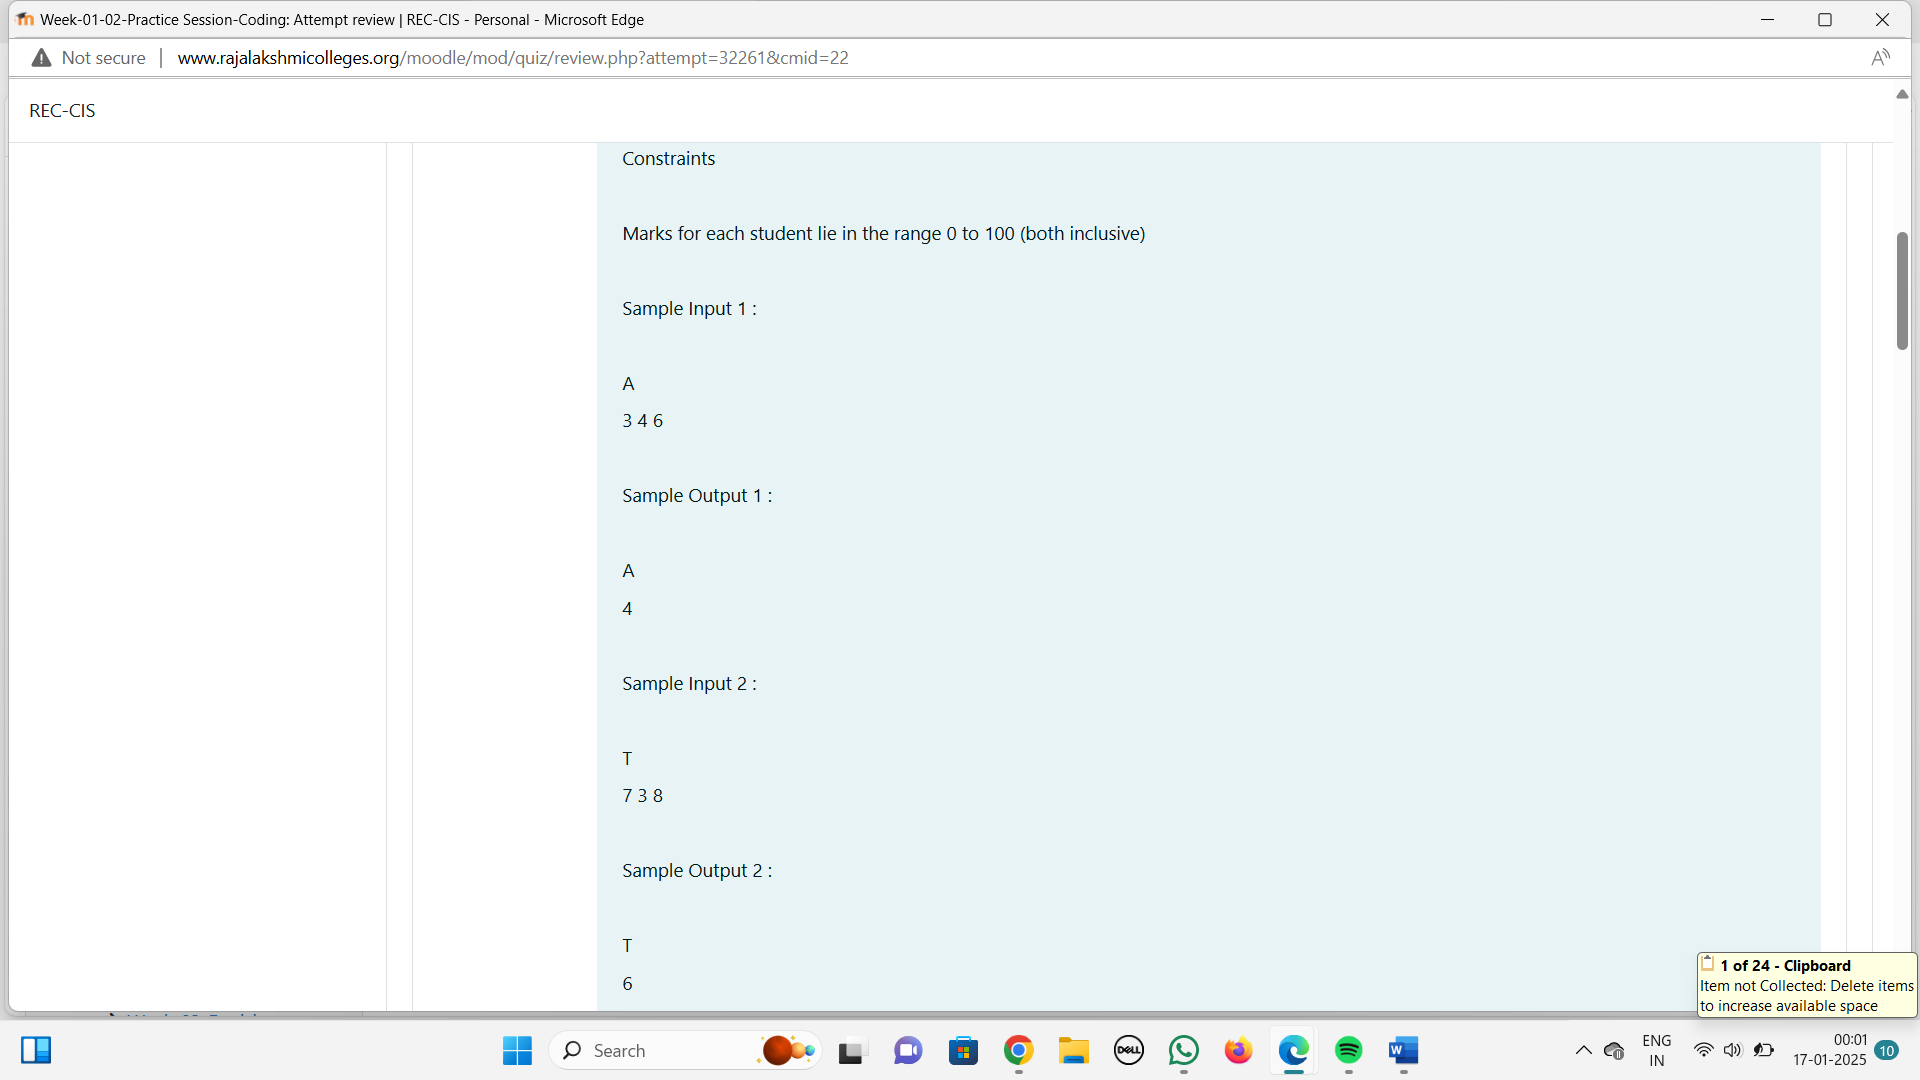 Week-01-02-Practice Session-Coding: Attempt review | REC-CIS - Personal - Microsoft Edge
Not secure
www.rajalakshmicolleges.org/moodle/mod/quiz/review.php?attempt=32261&cmid=22
REC-CIS
Constraints
Marks for each student lie in the range 0 to 100 (both inclusive)
Sample Input 1 :
A
3 4 6
Sample Output 1 :
A
4
Sample Input 2 :
T
7 3 8
Sample Output 2 :
T
6
1 of 24 - Clipboard
Item not Collected: Delete items
to increase available space
Search
DELL
W
ENG
IN
00:01
17-01-2025
10